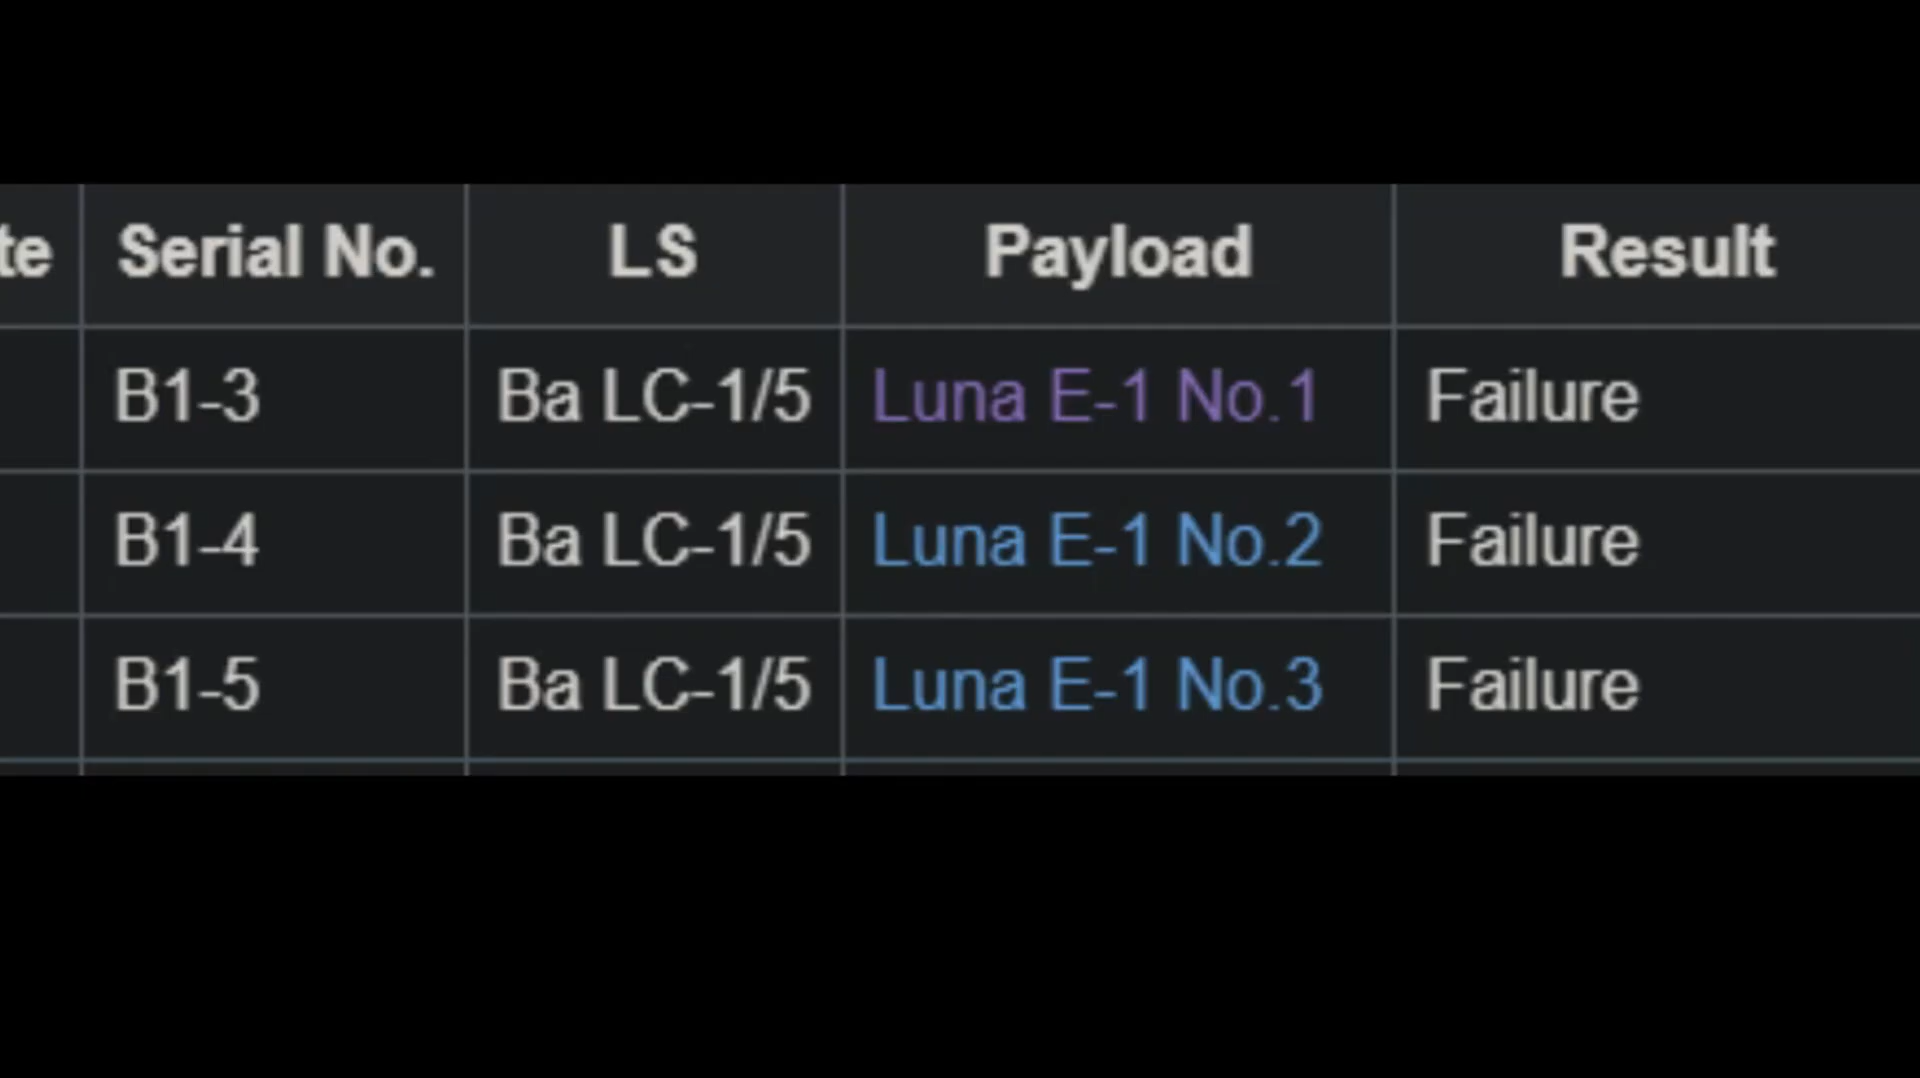 te Serial No. LS Payload Result
B1-3 Ba LC-1/5 Luna E-1 No.1 Failure
B1-4 Ba LC-1/5 Luna E-1 No.2 Failure
B1-5 Ba LC-1/5 Luna E-1 No.3 Failure